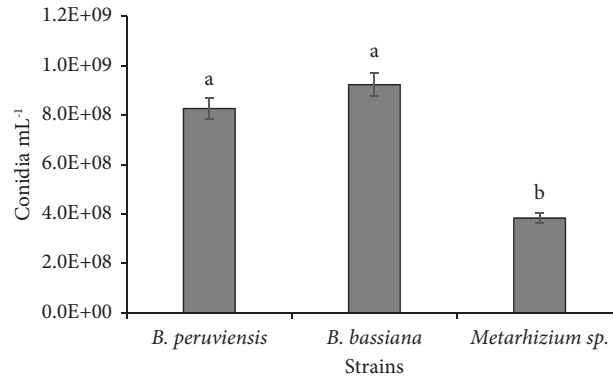 1.2E+09
1.0E+09
8.0E+08
6.0E+08
4.0E+08
2.0E+08
0.0E+00
Conidia mL⁻¹
a
a
b
B. peruviensis
B. bassiana
Metarhizium sp.
Strains